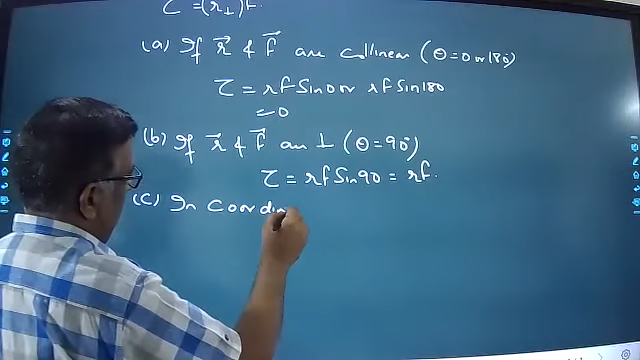 τ = (r⊥)F.
(a) If r⃗ & F⃗ are collinear (θ=0 or 180°)
τ = rF Sin0 or rF Sin180
= 0
(b) If r⃗ & F⃗ are ⊥ (θ=90°)
τ = rF Sin90 = rF.
(c) In Coordin